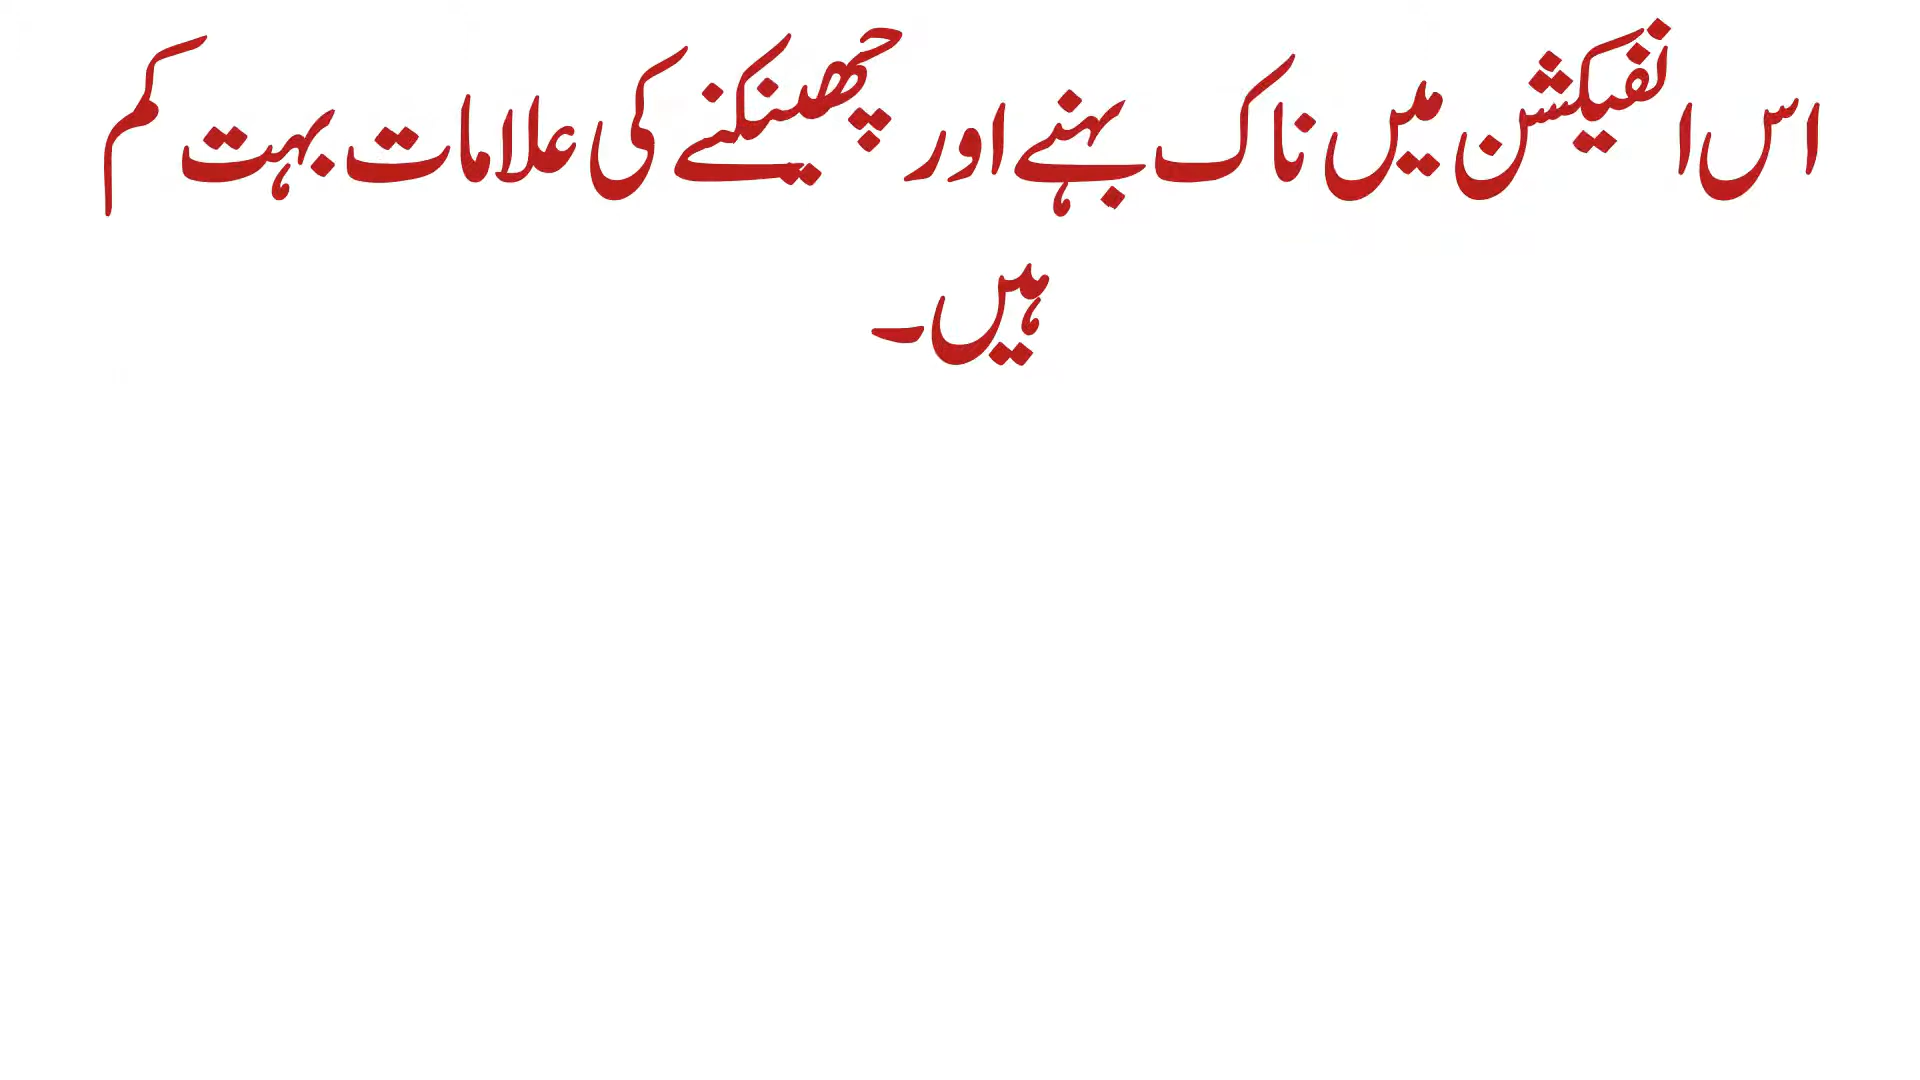 اس انفیکشن میں ناک بہنے اور چھینکنے کی علامات بہت کم
ہیں۔